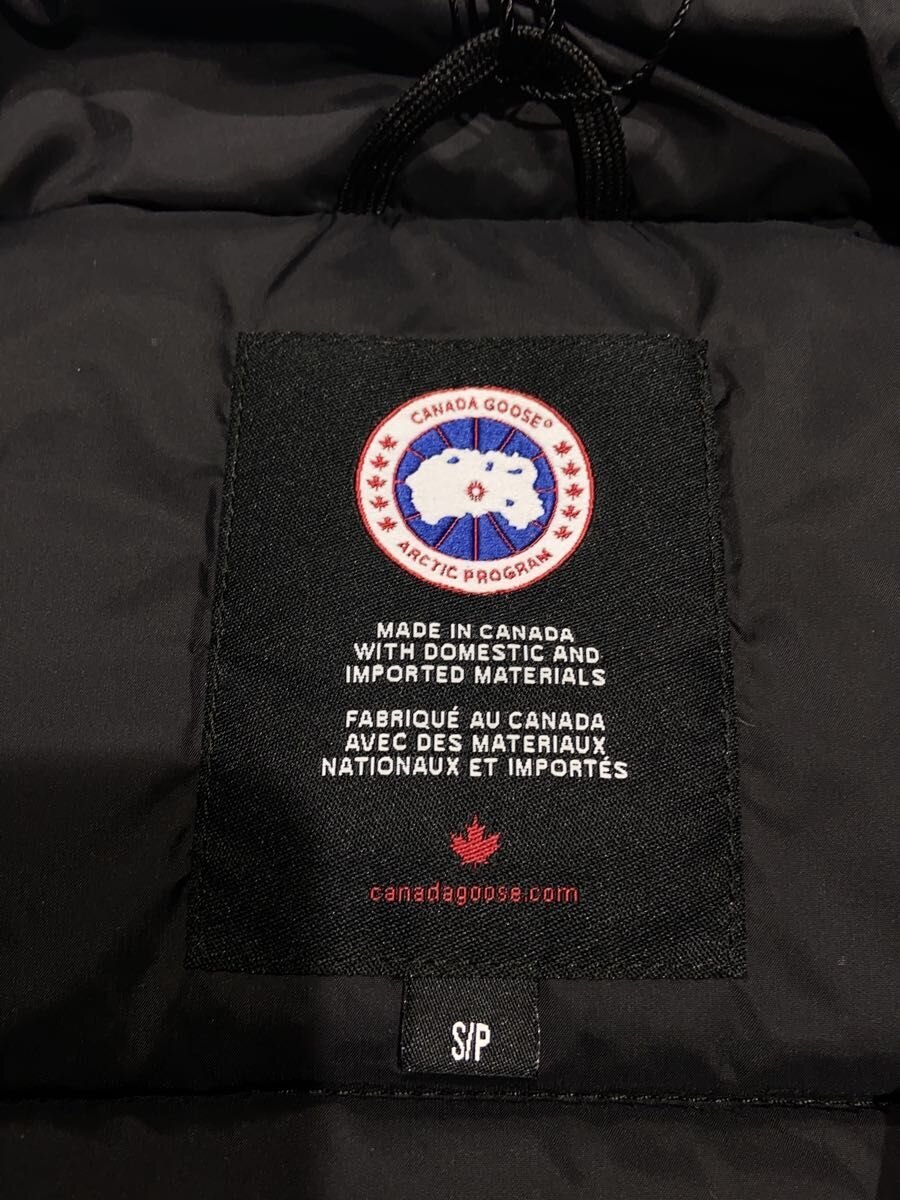 CANADA GOOSE®
ARCTIC PROGRAM
MADE IN CANADA
WITH DOMESTIC AND
IMPORTED MATERIALS
FABRIQUÉ AU CANADA
AVEC DES MATERIAUX
NATIONAUX ET IMPORTÉS
canadagoose.com
S/P